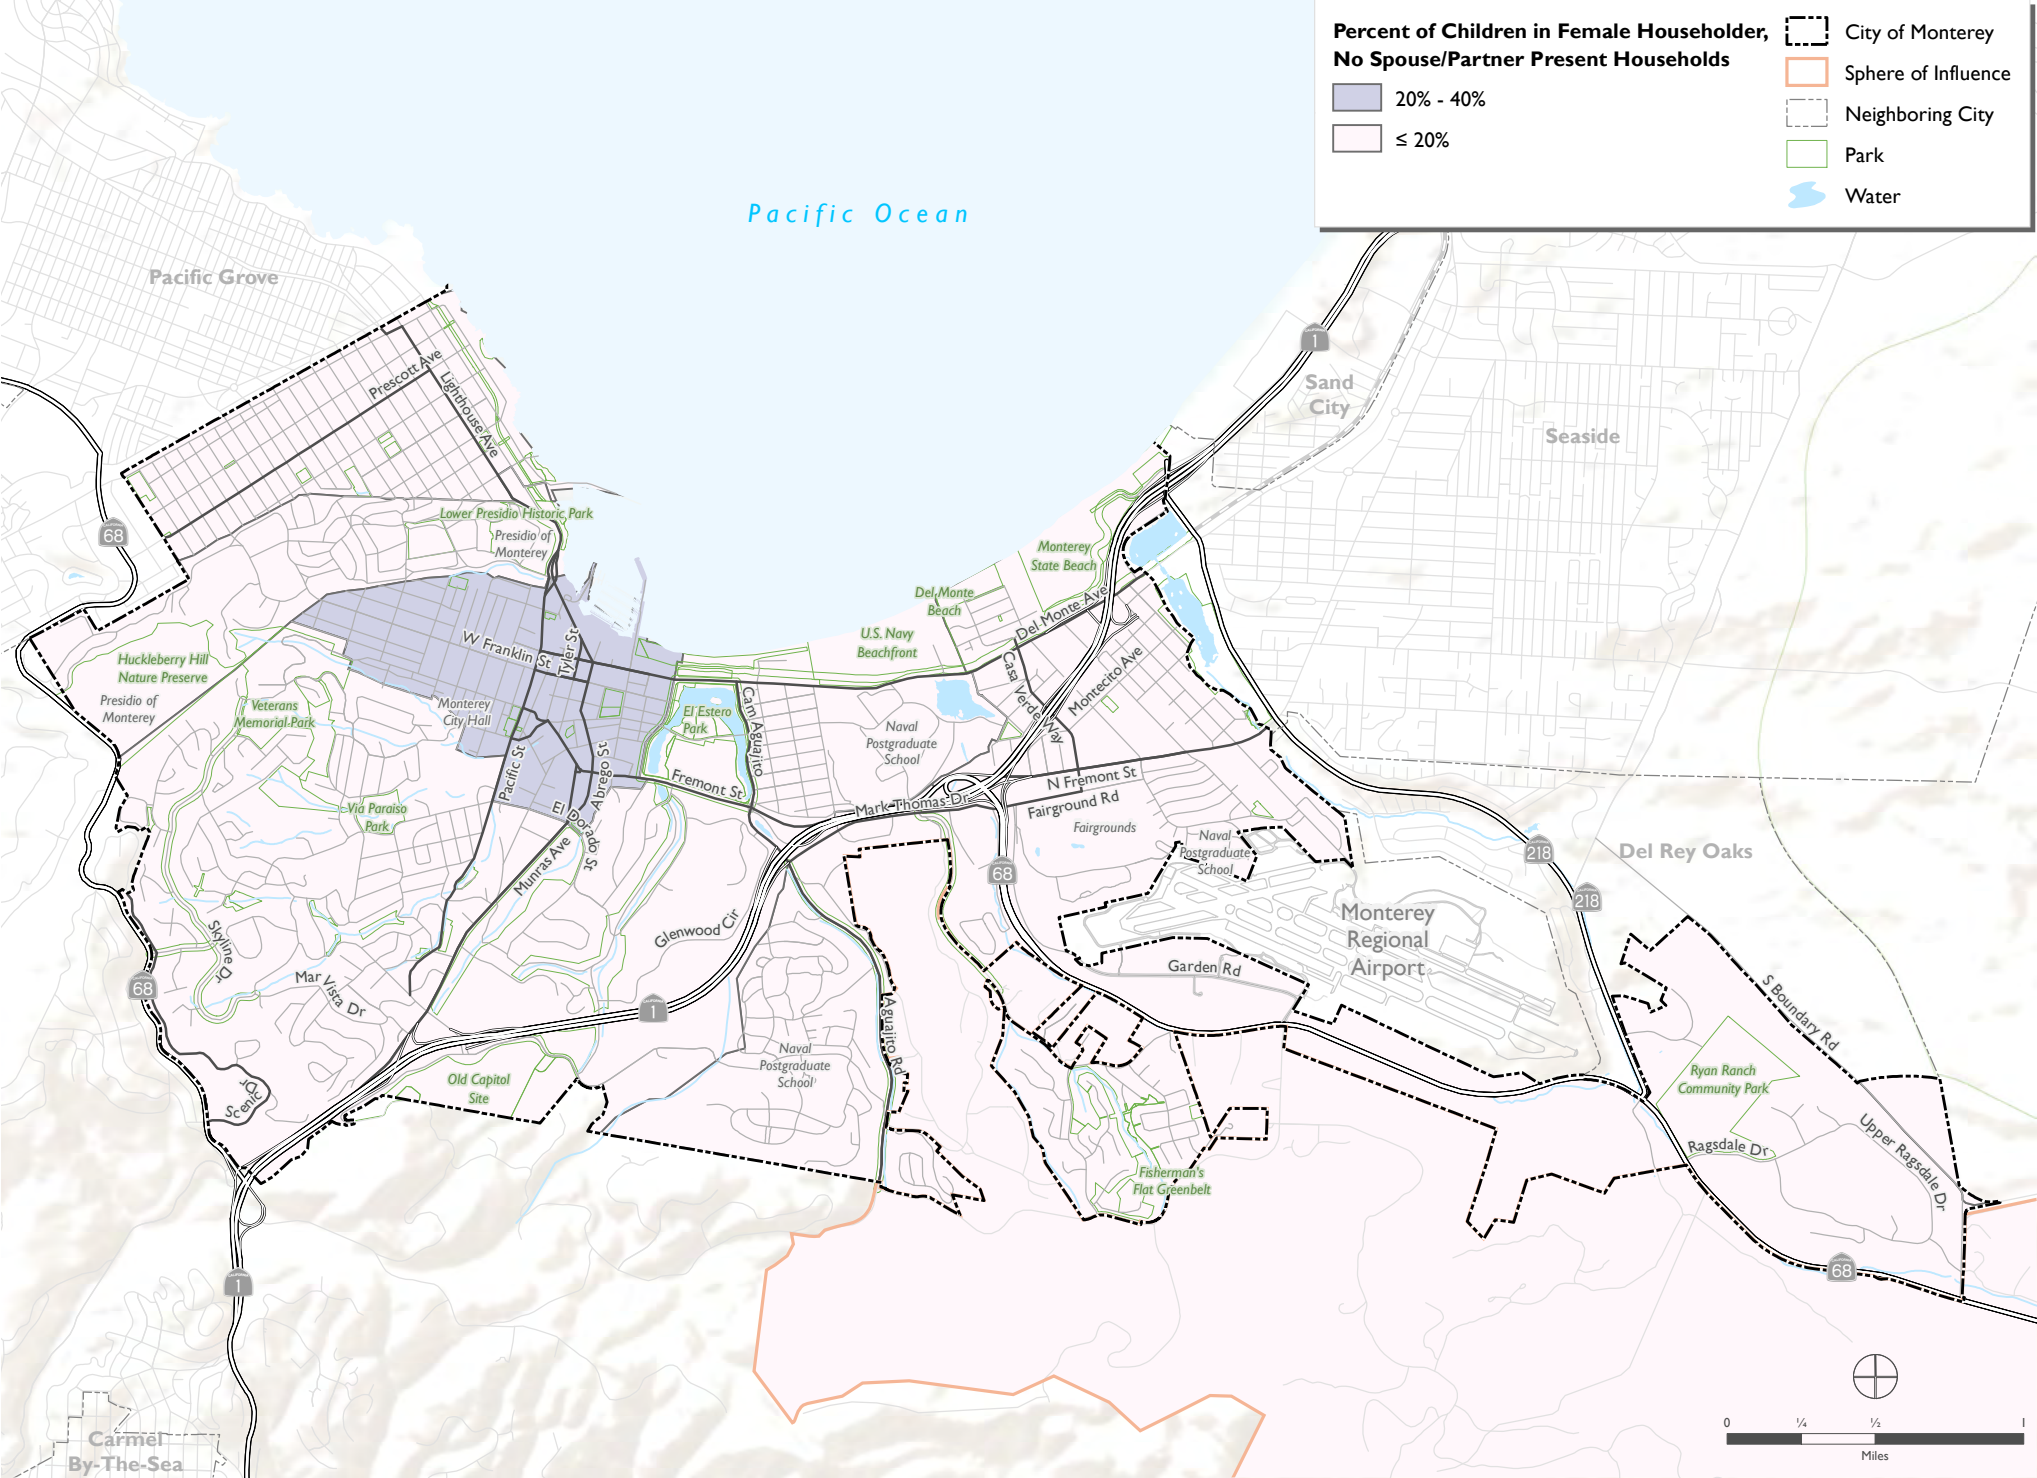 Percent of Children in Female Householder,
No Spouse/Partner Present Households
20% - 40%
≤ 20%
City of Monterey
Sphere of Influence
Neighboring City
Park
Water
Pacific Ocean
Pacific Grove
Sand
City
Seaside
Del Rey Oaks
Carmel
By-The-Sea
Prescott Ave
Lighthouse Ave
Lower Presidio Historic Park
Presidio of
Monterey
68
1
Huckleberry Hill
Nature Preserve
Presidio of
Monterey
Veterans
Memorial Park
Monterey
City Hall
W Franklin St
Tyler St
Pacific St
Abrego St
El Dorado St
Munras Ave
Via Paraiso
Park
El Estero
Park
Cam Aguajito
Fremont St
U.S. Navy
Beachfront
Del Monte
Beach
Monterey
State Beach
Del Monte Ave
Casa Verde Way
Montecito Ave
Naval
Postgraduate
School
Mark Thomas Dr
N Fremont St
Fairground Rd
Fairgrounds
Naval
Postgraduate
School
218
218
68
Monterey
Regional
Airport
Garden Rd
Skyline Dr
Mar Vista Dr
Glenwood Cir
68
1
Scenic Dr
Old Capitol
Site
Naval
Postgraduate
School
Aguajito Rd
Fisherman's
Flat Greenbelt
S Boundary Rd
Ryan Ranch
Community Park
Ragsdale Dr
Upper Ragsdale Dr
68
1
0 ¼ ½ 1
Miles